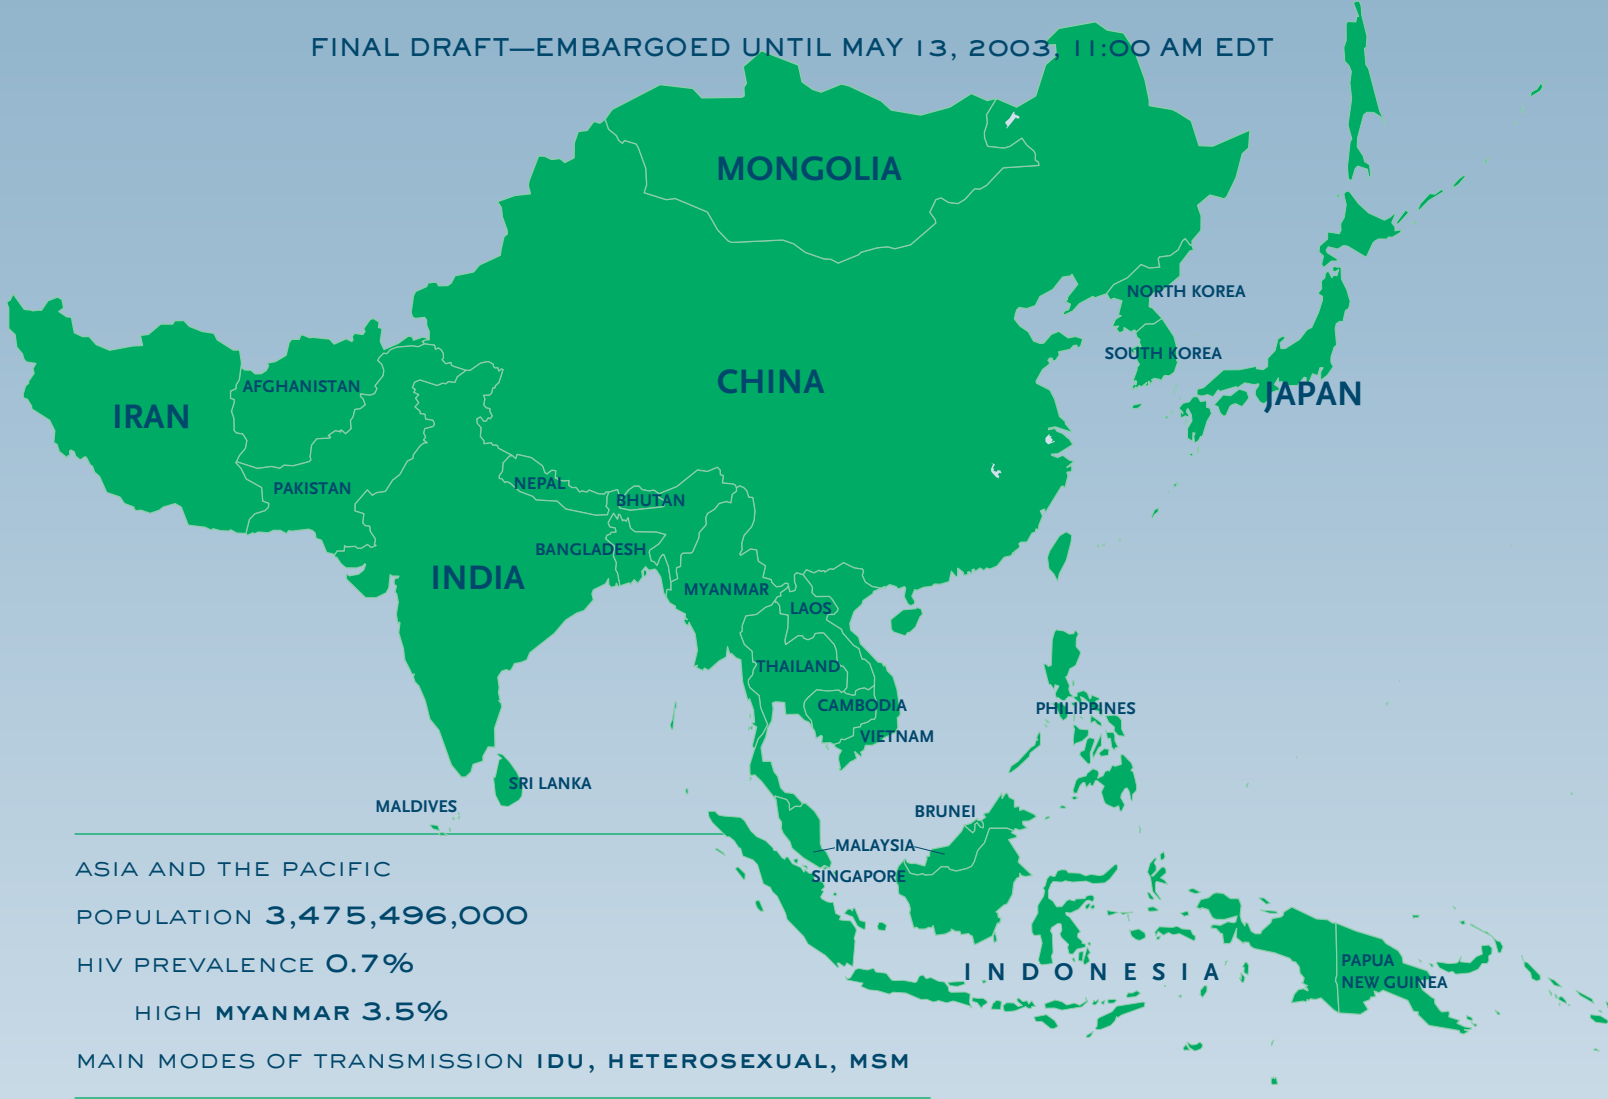 FINAL DRAFT—EMBARGOED UNTIL MAY 13, 2003, 11:00 AM EDT
MONGOLIA
NORTH KOREA
SOUTH KOREA
CHINA
JAPAN
AFGHANISTAN
IRAN
PAKISTAN
NEPAL
BHUTAN
BANGLADESH
INDIA
MYANMAR
LAOS
THAILAND
CAMBODIA
VIETNAM
PHILIPPINES
SRI LANKA
MALDIVES
BRUNEI
MALAYSIA
SINGAPORE
INDONESIA
PAPUA
NEW GUINEA
ASIA AND THE PACIFIC
POPULATION 3,475,496,000
HIV PREVALENCE 0.7%
HIGH MYANMAR 3.5%
MAIN MODES OF TRANSMISSION IDU, HETEROSEXUAL, MSM